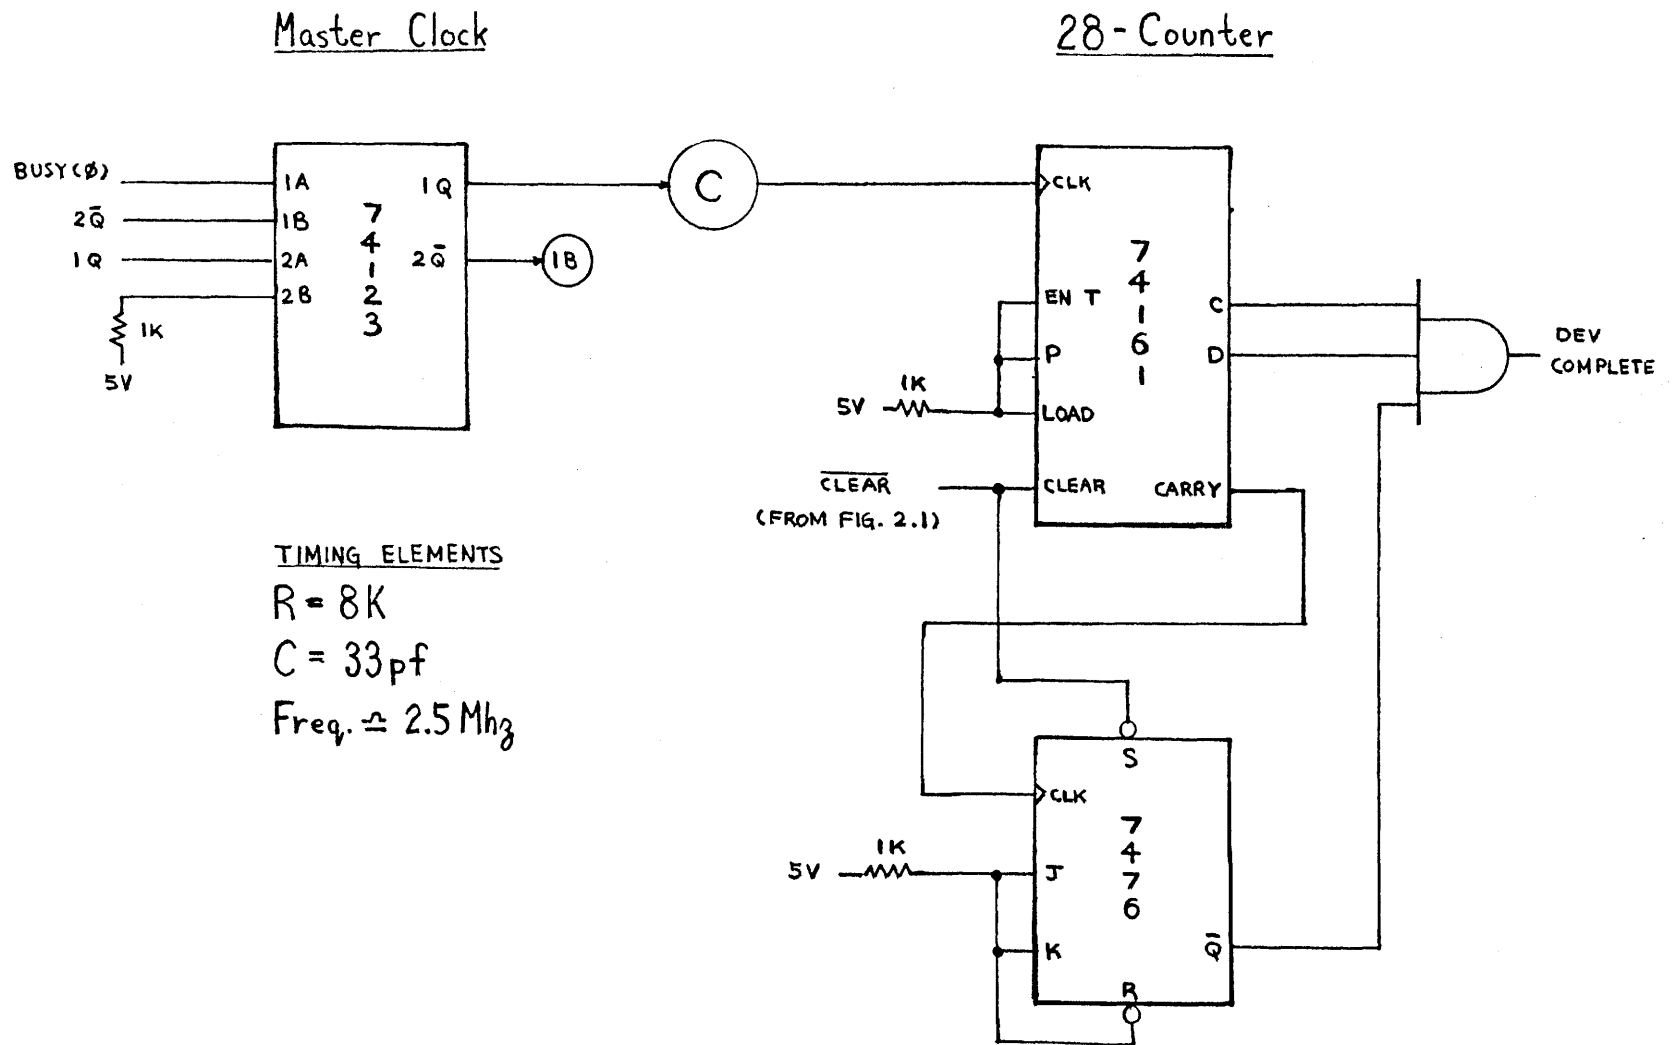 Master Clock
28-Counter
BUSY(∅)
2Q̅
1Q
1K
5V
1A
1B
2A
2B
74123
1Q
2Q̅
C
1B
CLK
EN T
P
LOAD
CLEAR
74161
C
D
CARRY
1K
5V
C̅L̅E̅A̅R̅
(FROM FIG. 2.1)
DEV
COMPLETE
TIMING ELEMENTS
R = 8K
C = 33pf
Freq. ≏ 2.5 Mhz
S
CLK
7476
J
K
R
Q̅
1K
5V